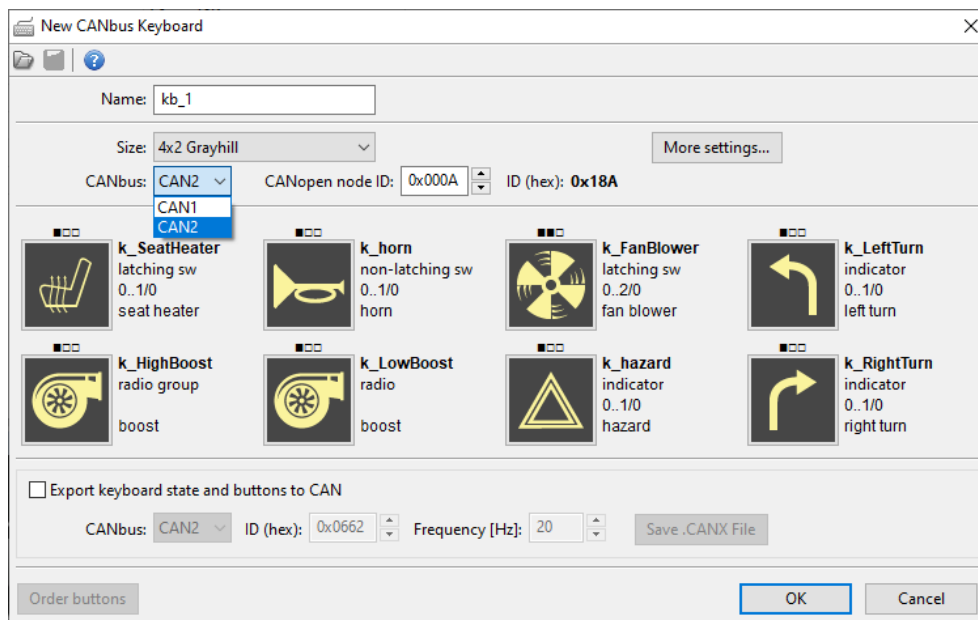 New CANbus Keyboard
Name: kb_1
Size: 4x2 Grayhill More settings...
CANbus: CAN2 CANopen node ID: 0x000A ID (hex): 0x18A
CAN1
CAN2
k_SeatHeater k_horn k_FanBlower k_LeftTurn
latching sw non-latching sw latching sw indicator
0..1/0 0..1/0 0..2/0 0..1/0
seat heater horn fan blower left turn
k_HighBoost k_LowBoost k_hazard k_RightTurn
radio group radio indicator indicator
0..1/0 0..1/0
boost boost hazard right turn
Export keyboard state and buttons to CAN
CANbus: CAN2 ID (hex): 0x0662 Frequency [Hz]: 20 Save .CANX File
Order buttons OK Cancel